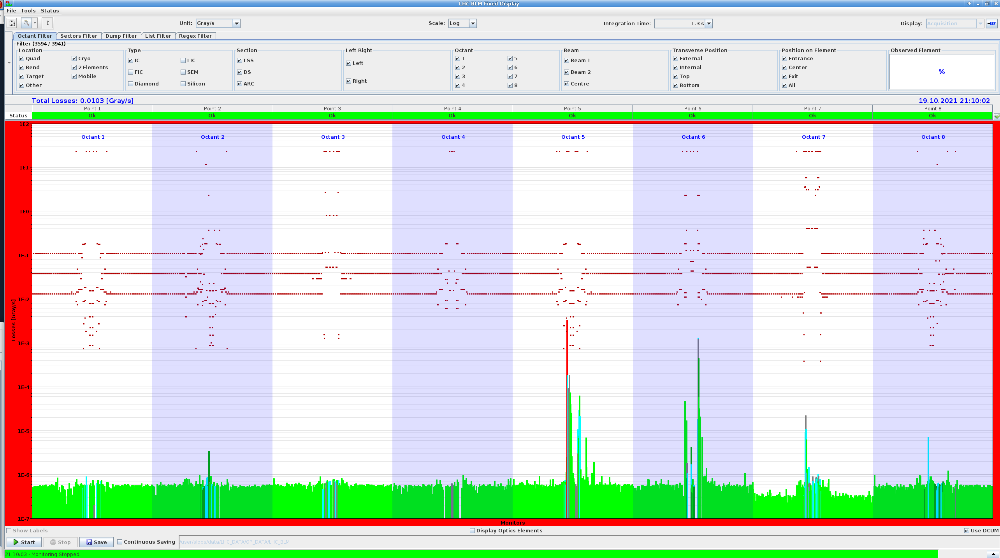 LHC BLM Fixed Display
File Tools Status
Unit: Gray/s Scale: Log Integration Time: 1.3 s Display: Acquisition →REF
Octant Filter Sectors Filter Dump Filter List Filter Regex Filter
Filter (3594 / 3941)
Location Type Section Left Right Octant Beam Transverse Position Position on Element Observed Element
Quad Cryo IC LIC LSS Left 1 5 Beam 1 External Entrance
Bend 2 Elements FIC SEM DS 2 6 Beam 2 Internal Center %
Target Mobile Right 3 7 Top Exit
Other Diamond Silicon ARC 4 8 Centre Bottom All
Total Losses: 0.0103 [Gray/s] 19.10.2021 21:10:02
Point 1 Point 2 Point 3 Point 4 Point 5 Point 6 Point 7 Point 8
Status Ok Ok Ok Ok Ok Ok Ok Ok
1E2
Octant 1 Octant 2 Octant 3 Octant 4 Octant 5 Octant 6 Octant 7 Octant 8
1E1
1E0
1E-1
1E-2
Losses [Gray/s]
1E-3
1E-4
1E-5
1E-6
1E-7
Monitors
Show Labels Display Optics Elements Use DCUM
Start Stop Save Continuous Saving /user/slops/data/LHC_DATA/OP_DATA/LHC_BLM
21:10:03 - Monitoring Stopped.